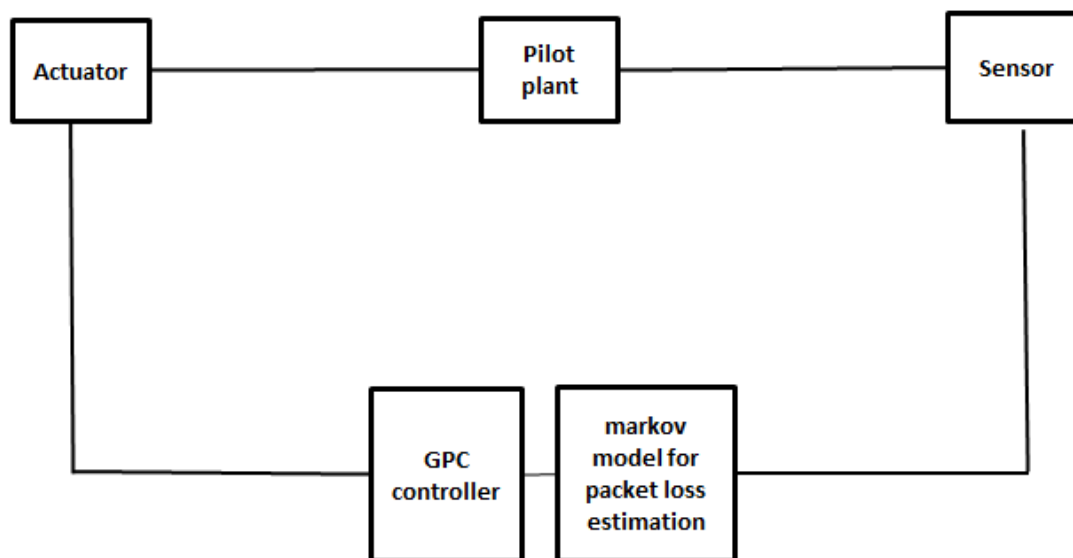 Actuator
Pilot
plant
Sensor
GPC
controller
markov
model for
packet loss
estimation